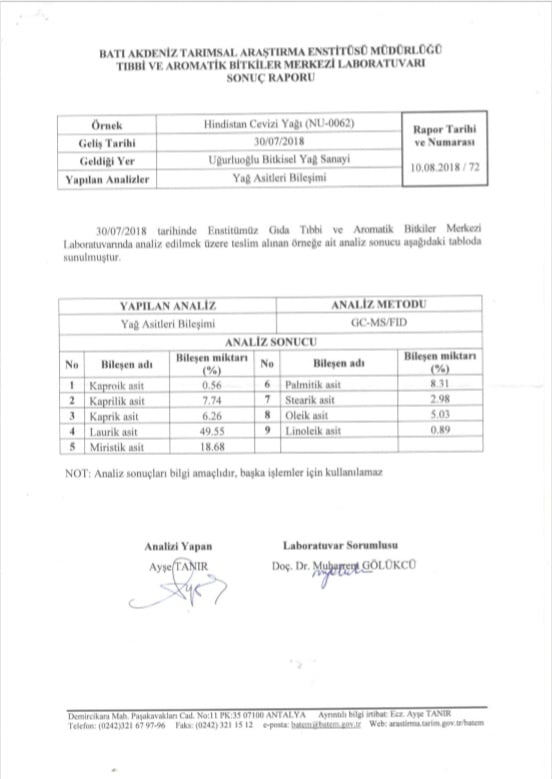 BATI AKDENİZ TARIMSAL ARAŞTIRMA ENSTİTÜSÜ MÜDÜRLÜĞÜ
TIBBİ VE AROMATİK BİTKİLER MERKEZİ LABORATUVARI
SONUÇ RAPORU
Örnek Hindistan Cevizi Yağı (NU-0062)
Geliş Tarihi 30/07/2018
Geldiği Yer Uğurluoğlu Bitkisel Yağ Sanayi
Yapılan Analizler Yağ Asitleri Bileşimi
Rapor Tarihi
ve Numarası
10.08.2018 / 72
30/07/2018 tarihinde Enstitümüz Gıda Tıbbi ve Aromatik Bitkiler Merkezi
Laboratuvarında analiz edilmek üzere teslim alınan örneğe ait analiz sonucu aşağıdaki tabloda
sunulmuştur.
YAPILAN ANALİZ ANALİZ METODU
Yağ Asitleri Bileşimi GC-MS/FID
ANALİZ SONUCU
No Bileşen adı Bileşen miktarı (%) No Bileşen adı Bileşen miktarı (%)
1 Kaproik asit 0.56 6 Palmitik asit 8.31
2 Kaprilik asit 7.74 7 Stearik asit 2.98
3 Kaprik asit 6.26 8 Oleik asit 5.03
4 Laurik asit 49.55 9 Linoleik asit 0.89
5 Miristik asit 18.68
NOT: Analiz sonuçları bilgi amaçlıdır, başka işlemler için kullanılamaz
Analizi Yapan Laboratuvar Sorumlusu
Ayşe TANIR Doç. Dr. Muharrem GÖLÜKCÜ
Demircikara Mah. Paşakavakları Cad. No:11 PK:35 07100 ANTALYA Ayrıntılı bilgi irtibat: Ecz. Ayşe TANIR
Telefon: (0242)321 67 97-96 Faks: (0242) 321 15 12 e-posta: batem@batem.gov.tr Web: arastirma.tarim.gov.tr/batem